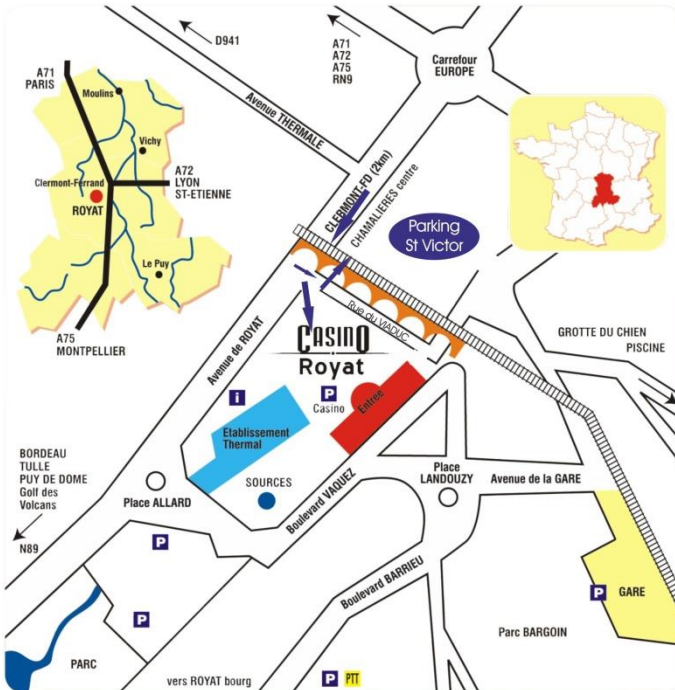 D941
A71
A72
A75
RN9
Carrefour
EUROPE
Avenue THERMALE
A71
PARIS
Moulins
Vichy
Clermont-Ferrand
ROYAT
A72
LYON
ST-ETIENNE
Le Puy
A75
MONTPELLIER
CLERMONT-FD (2km)
CHAMALIERES centre
Parking
St Victor
Rue du VIADUC
GROTTE DU CHIEN
PISCINE
Avenue de ROYAT
CASINO
Royat
i
P
Casino
Entrée
Etablissement
Thermal
SOURCES
BORDEAU
TULLE
PUY DE DOME
Golf des
Volcans
N89
Place ALLARD
Boulevard VAQUEZ
Place
LANDOUZY
Avenue de la GARE
P
Boulevard BARRIEU
P
GARE
P
Parc BARGOIN
PARC
vers ROYAT bourg
P
PTT